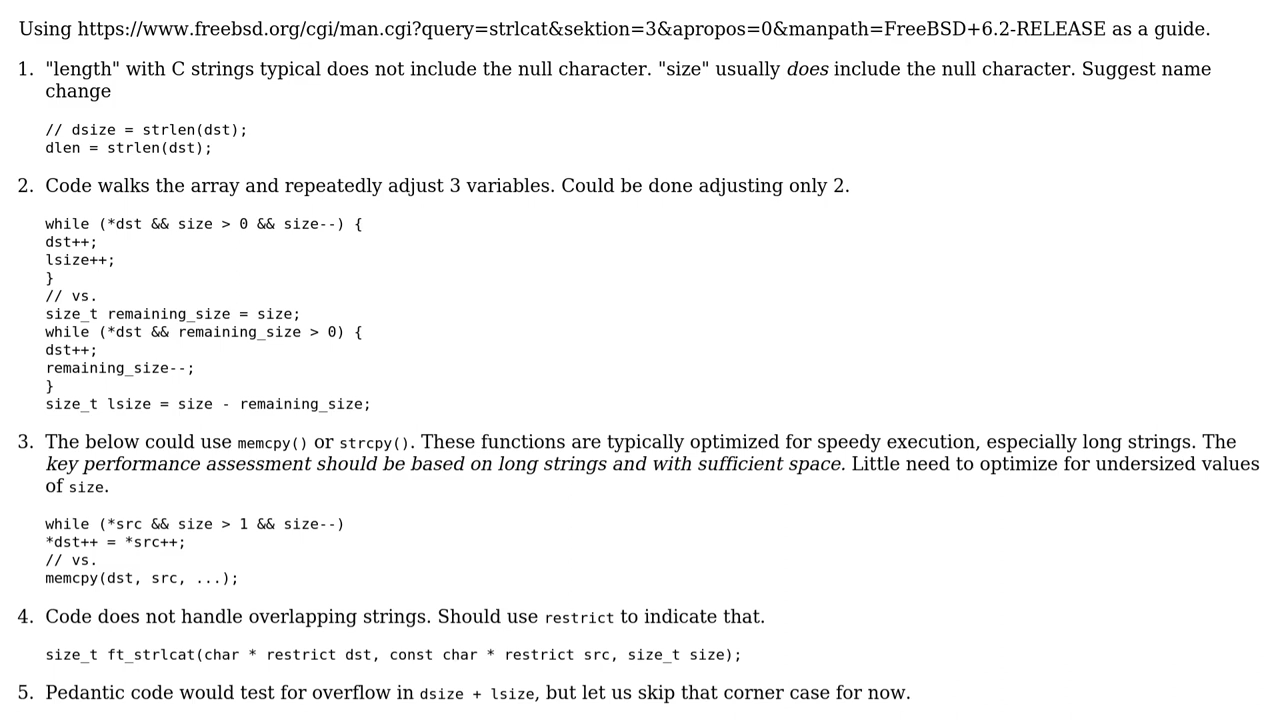 Using https://www.freebsd.org/cgi/man.cgi?query=strlcat&sektion=3&apropos=0&manpath=FreeBSD+6.2-RELEASE as a guide.
1. "length" with C strings typical does not include the null character. "size" usually does include the null character. Suggest name
change
// dsize = strlen(dst);
dlen = strlen(dst);
2. Code walks the array and repeatedly adjust 3 variables. Could be done adjusting only 2.
while (*dst && size > 0 && size--) {
dst++;
lsize++;
}
// vs.
size_t remaining_size = size;
while (*dst && remaining_size > 0) {
dst++;
remaining_size--;
}
size_t lsize = size - remaining_size;
3. The below could use memcpy() or strcpy(). These functions are typically optimized for speedy execution, especially long strings. The
key performance assessment should be based on long strings and with sufficient space. Little need to optimize for undersized values
of size.
while (*src && size > 1 && size--)
*dst++ = *src++;
// vs.
memcpy(dst, src, ...);
4. Code does not handle overlapping strings. Should use restrict to indicate that.
size_t ft_strlcat(char * restrict dst, const char * restrict src, size_t size);
5. Pedantic code would test for overflow in dsize + lsize, but let us skip that corner case for now.